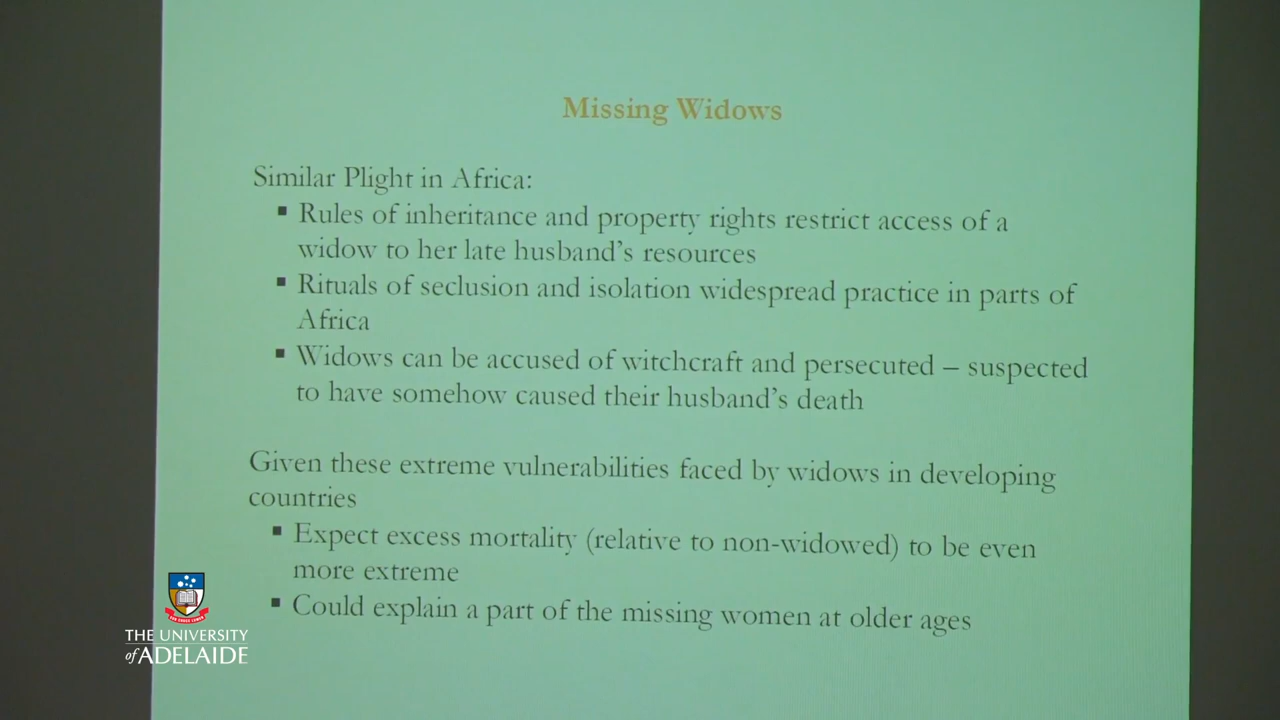 Missing Widows
Similar Plight in Africa:
▪ Rules of inheritance and property rights restrict access of a
widow to her late husband's resources
▪ Rituals of seclusion and isolation widespread practice in parts of
Africa
▪ Widows can be accused of witchcraft and persecuted – suspected
to have somehow caused their husband's death
Given these extreme vulnerabilities faced by widows in developing
countries
▪ Expect excess mortality (relative to non-widowed) to be even
more extreme
▪ Could explain a part of the missing women at older ages
THE UNIVERSITY
of ADELAIDE